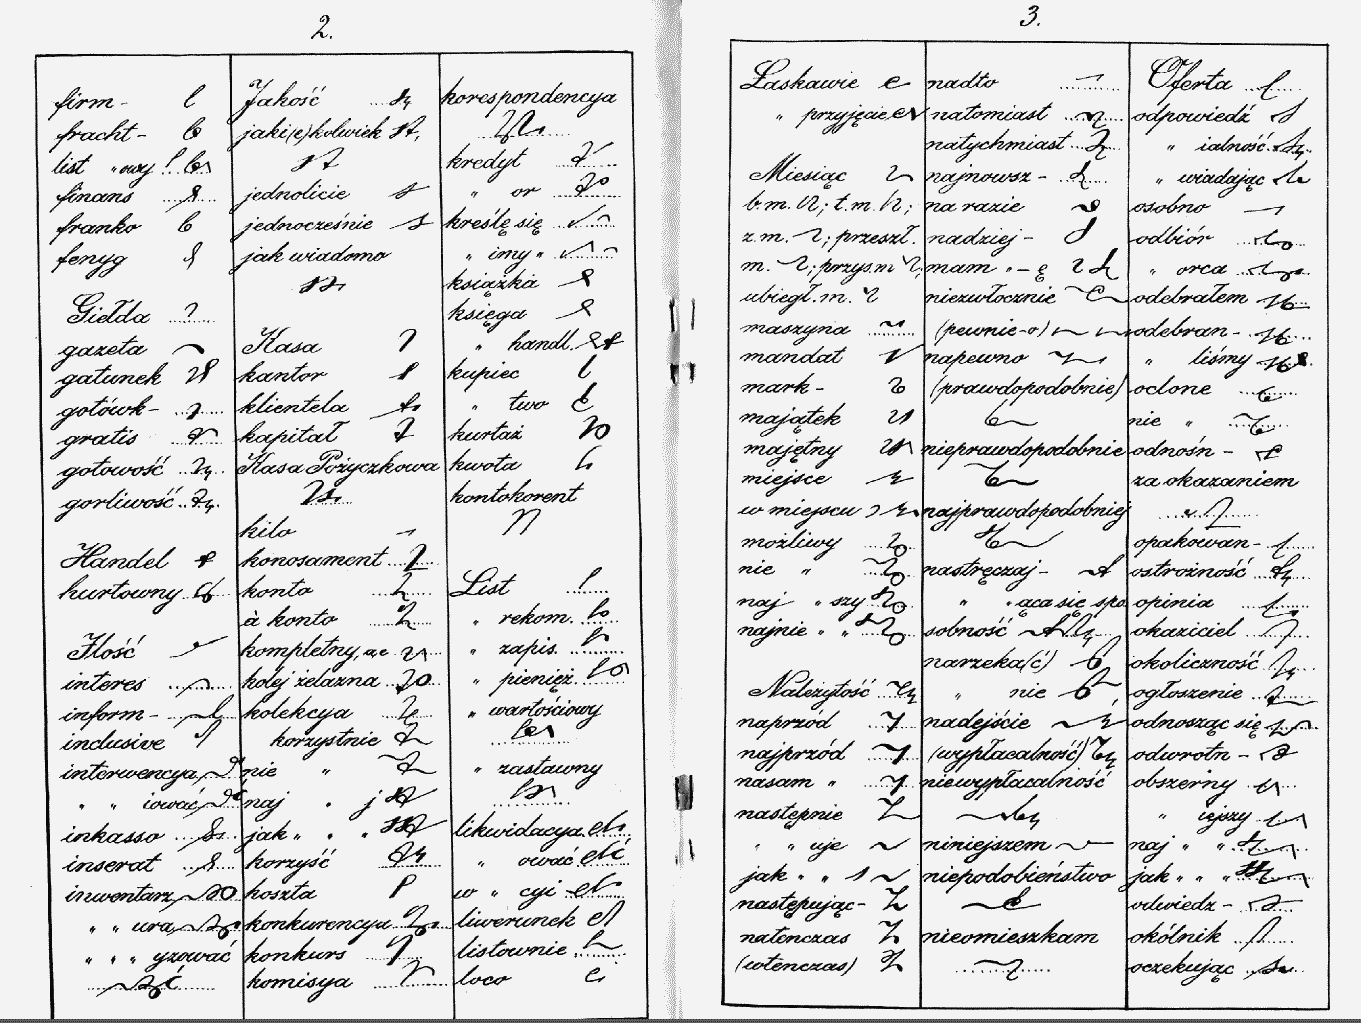 2.
firm-
fracht-
list „owy
finans
franko
fenyg
Giełda
gazeta
gatunek
gotówk-
gratis
gotowość
gorliwość
Handel
hurtowny
Ilość
interes
inform-
inclusive
interwencya
„ „ iować
inkasso
inserat
inwentarz
„ „ ura
„ „ „ yzować
Jakość
jaki(e)kolwiek
jednolicie
jednocześnie
jak wiadomo
Kasa
kantor
klientela
kapitał
Kasa Pożyczkowa
kilo
konosament
konto
à konto
kompletny, ae
kolej żelazna
kolekcya
korzystnie
nie „
naj „ j
jak „ „ „
korzyść
koszta
konkurencya
konkurs
komisya
korespondencya
kredyt
„ or
kreślę się
„ imy „
książka
księga
„ handl.
kupiec
„ two
kurtaż
kwota
kontokorent
List
„ rekom.
„ zapis.
„ pienięż.
„ wartościowy
„ zastawny
likwidacya
„ ować
w „ cyi
liwerunek
listownie
loco
3.
Łaskawie
„ przyjęcie
Miesiąc
b.m. ; t.m. ;
z.m. ; przeszł.
m. ; przys.m ;
ubiegł.m.
maszyna
mandat
mark-
majątek
majętny
miejsce
w miejscu
możliwy
nie „
naj „ szy
najnie „ „
Należytość
naprzód
najprzód
nasam „
następnie
„ „ uje
jak „ „
następując-
natenczas
(wtenczas)
nadto
natomiast
natychmiast
najnowsz-
na razie
nadziej-
mam „ - ę
niezwłocznie
(pewnie-o)
napewno
(prawdopodobnie)
nieprawdopodobnie
najprawdopodobniej
nastręczaj-
„ „ ąca się spo
sobność
narzeka(ć)
„ nie
nadejście
(wypłacalność)
niewypłacalność
niniejszem
niepodobieństwo
nieomieszkam
Oferta
odpowiedź
„ ialność
„ wiadając
osobno
odbiór
„ orca
odebrałem
odebran-
„ liśmy
oclone
nie „
odnośn-
za okazaniem
opakowan-
ostrożność
opinia
okaziciel
okoliczność
ogłoszenie
odnosząc się
odwrotn-
obszerny
„ iejszy
naj „ „
jak „ „ „
odwiedz-
okólnik
oczekując